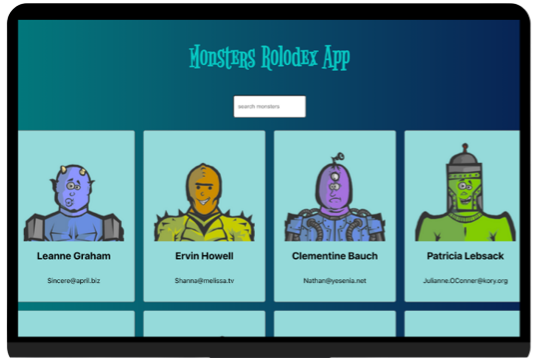 Monsters Rolodex App
search monsters
Leanne Graham
Ervin Howell
Clementine Bauch
Patricia Lebsack
Sincere@april.biz
Shanna@melissa.tv
Nathan@yesenia.net
Julianne.OConner@kory.org